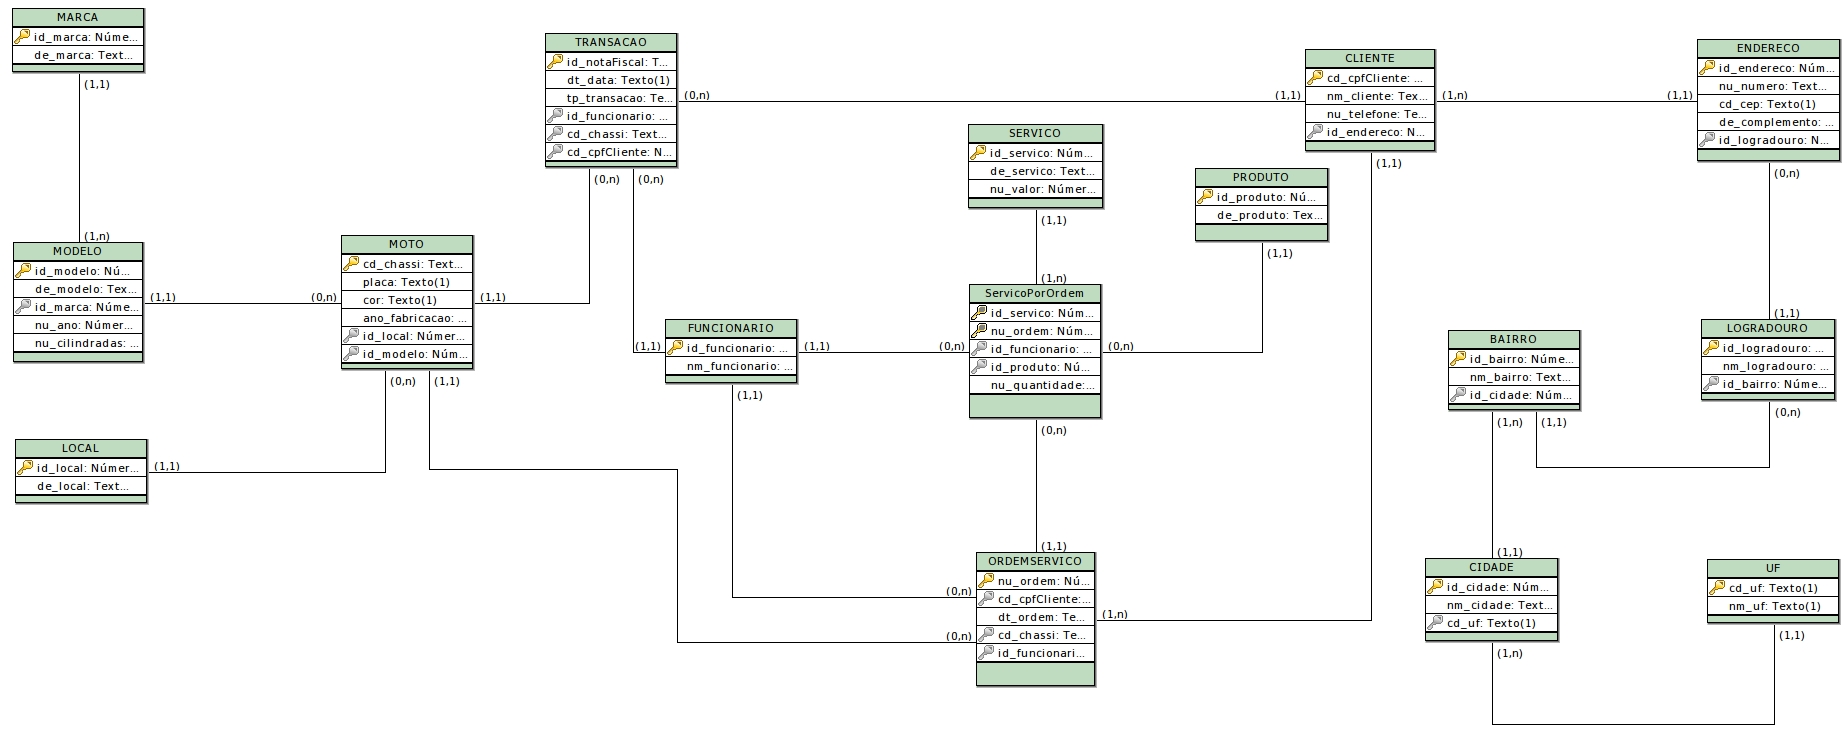 MARCA
id_marca: Núme...
de_marca: Text...
(1,1)
(1,n)
MODELO
id_modelo: Nú...
de_modelo: Tex...
id_marca: Núme...
nu_ano: Númer...
nu_cilindradas: ...
(1,1)
(0,n)
MOTO
cd_chassi: Text...
placa: Texto(1)
cor: Texto(1)
ano_fabricacao: ...
id_local: Númer...
id_modelo: Núm...
(1,1)
(0,n)
(1,1)
LOCAL
id_local: Númer...
de_local: Text...
(1,1)
TRANSACAO
id_notaFiscal: T...
dt_data: Texto(1)
tp_transacao: Te...
id_funcionario: ...
cd_chassi: Text...
cd_cpfCliente: N...
(0,n)
(0,n)
(0,n)
(1,1)
FUNCIONARIO
id_funcionario: ...
nm_funcionario: ...
(1,1)
(1,1)
SERVICO
id_servico: Núm...
de_servico: Text...
nu_valor: Númer...
(1,1)
(1,n)
ServicoPorOrdem
id_servico: Núm...
nu_ordem: Núm...
id_funcionario: ...
id_produto: Nú...
nu_quantidade:...
(0,n)
(0,n)
(0,n)
(1,1)
PRODUTO
id_produto: Nú...
de_produto: Tex...
(1,1)
ORDEMSERVICO
nu_ordem: Nú...
cd_cpfCliente:...
dt_ordem: Te...
cd_chassi: Te...
id_funcionari...
(0,n)
(0,n)
(1,n)
(1,1)
CLIENTE
cd_cpfCliente: ...
nm_cliente: Tex...
nu_telefone: Te...
id_endereco: N...
(1,n)
(1,1)
(1,1)
ENDERECO
id_endereco: Núm...
nu_numero: Text...
cd_cep: Texto(1)
de_complemento: ...
id_logradouro: N...
(0,n)
(1,1)
LOGRADOURO
id_logradouro: ...
nm_logradouro: ...
id_bairro: Núme...
(0,n)
BAIRRO
id_bairro: Núme...
nm_bairro: Text...
id_cidade: Núm...
(1,n)
(1,1)
(1,1)
CIDADE
id_cidade: Núm...
nm_cidade: Text...
cd_uf: Texto(1)
(1,n)
UF
cd_uf: Texto(1)
nm_uf: Texto(1)
(1,1)